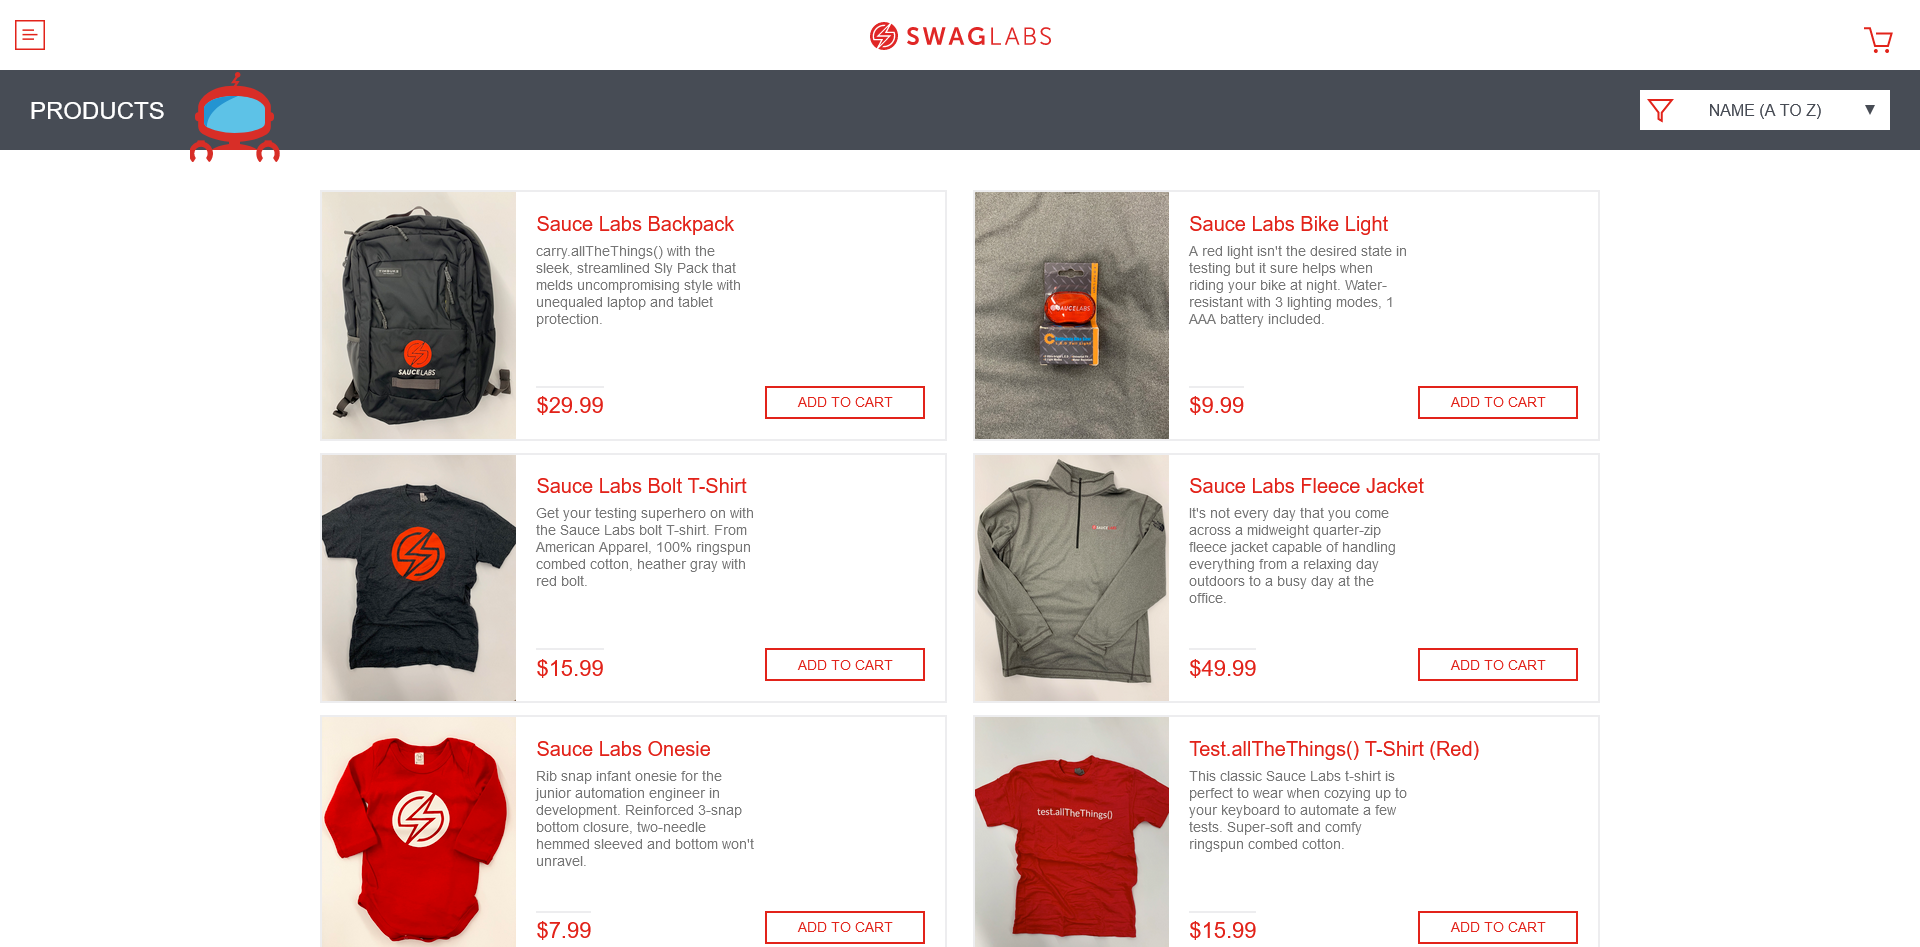 SWAGLABS
PRODUCTS
NAME (A TO Z)
Sauce Labs Backpack
carry.allTheThings() with the
sleek, streamlined Sly Pack that
melds uncompromising style with
unequaled laptop and tablet
protection.
$29.99
ADD TO CART
SAUCELABS
Sauce Labs Bike Light
A red light isn't the desired state in
testing but it sure helps when
riding your bike at night. Water-
resistant with 3 lighting modes, 1
AAA battery included.
$9.99
ADD TO CART
SAUCELABS
Sauce Labs Bolt T-Shirt
Get your testing superhero on with
the Sauce Labs bolt T-shirt. From
American Apparel, 100% ringspun
combed cotton, heather gray with
red bolt.
$15.99
ADD TO CART
Sauce Labs Fleece Jacket
It's not every day that you come
across a midweight quarter-zip
fleece jacket capable of handling
everything from a relaxing day
outdoors to a busy day at the
office.
$49.99
ADD TO CART
Sauce Labs Onesie
Rib snap infant onesie for the
junior automation engineer in
development. Reinforced 3-snap
bottom closure, two-needle
hemmed sleeved and bottom won't
unravel.
$7.99
ADD TO CART
Test.allTheThings() T-Shirt (Red)
This classic Sauce Labs t-shirt is
perfect to wear when cozying up to
your keyboard to automate a few
tests. Super-soft and comfy
ringspun combed cotton.
$15.99
ADD TO CART
test.allTheThings()